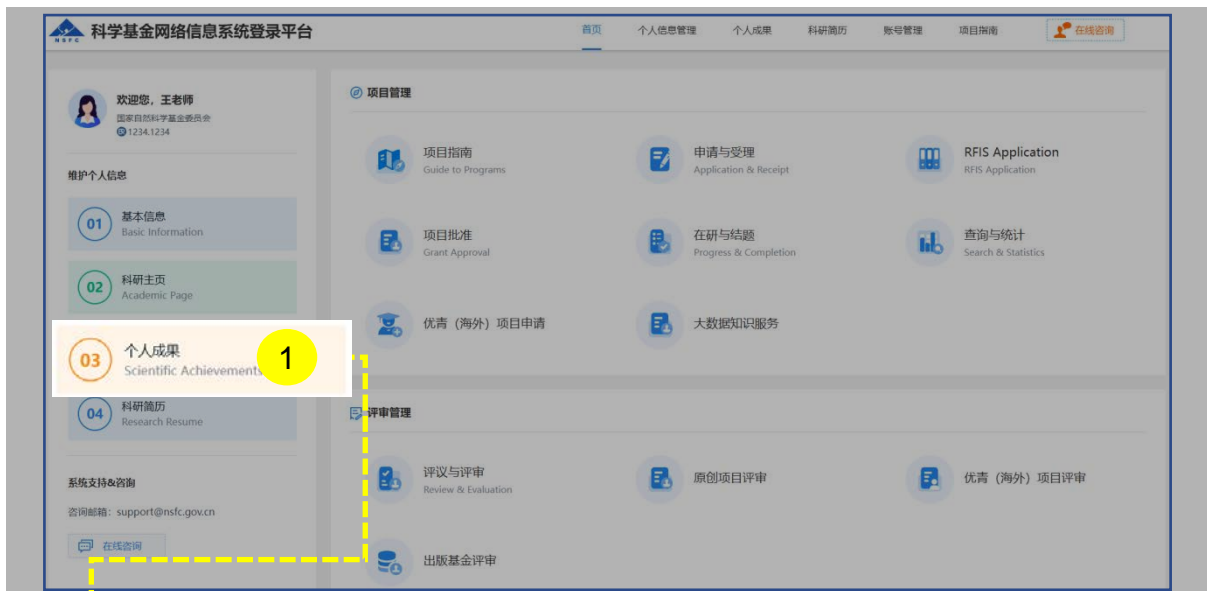 NSFC
科学基金网络信息系统登录平台
首页
个人信息管理
个人成果
科研简历
账号管理
项目指南
在线咨询
欢迎您，王老师
国家自然科学基金委员会
1234.1234
维护个人信息
01
基本信息
Basic Information
02
科研主页
Academic Page
03
个人成果
Scientific Achievements
1
04
科研简历
Research Resume
系统支持&咨询
咨询邮箱：support@nsfc.gov.cn
在线咨询
项目管理
项目指南
Guide to Programs
申请与受理
Application & Receipt
RFIS Application
RFIS Application
项目批准
Grant Approval
在研与结题
Progress & Completion
查询与统计
Search & Statistics
优青（海外）项目申请
大数据知识服务
评审管理
评议与评审
Review & Evaluation
原创项目评审
优青（海外）项目评审
出版基金评审